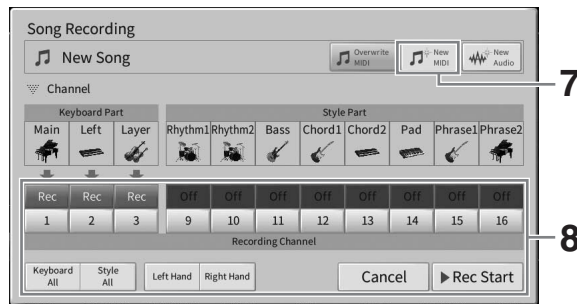 Song Recording
New Song
Overwrite MIDI
New MIDI
New Audio
7
Channel
Keyboard Part
Style Part
Main Left Layer Rhythm1 Rhythm2 Bass Chord1 Chord2 Pad Phrase1 Phrase2
Rec Rec Rec Off Off Off Off Off Off Off Off
1 2 3 9 10 11 12 13 14 15 16
8
Recording Channel
Keyboard All
Style All
Left Hand
Right Hand
Cancel
Rec Start